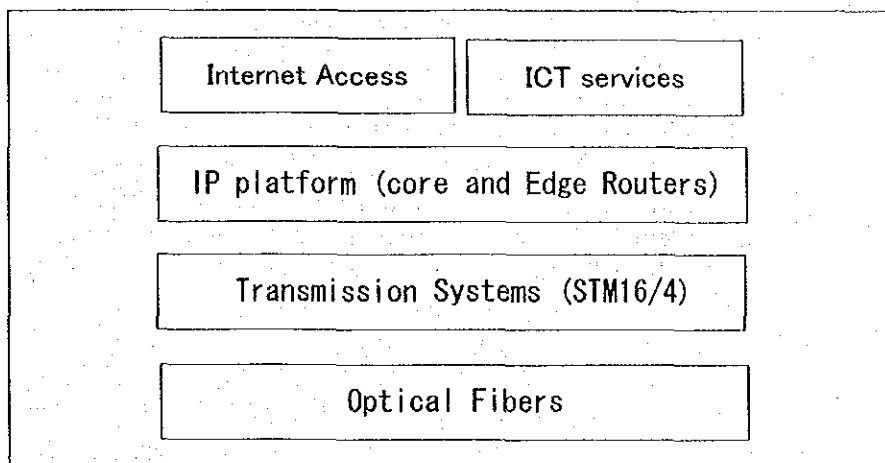 Internet Access
ICT services
IP platform (core and Edge Routers)
Transmission Systems (STM16/4)
Optical Fibers